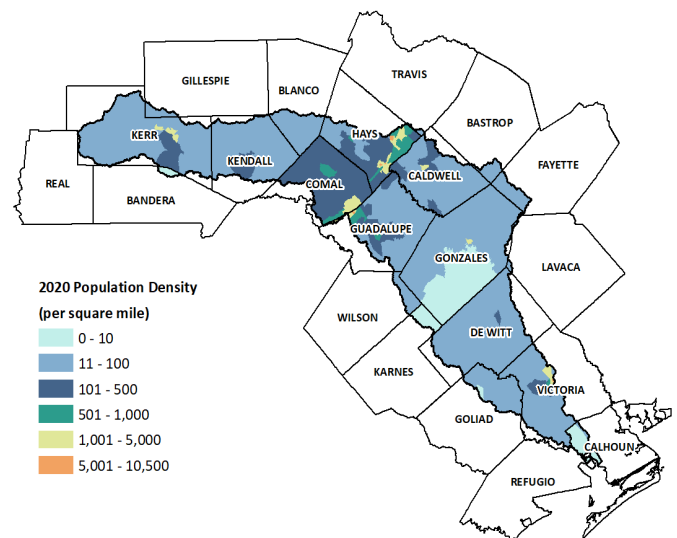 GILLESPIE
TRAVIS
BLANCO
BASTROP
KERR
HAYS
KENDALL
FAYETTE
CALDWELL
REAL
COMAL
BANDERA
GUADALUPE
GONZALES
LAVACA
2020 Population Density
(per square mile)
0 - 10
11 - 100
101 - 500
501 - 1,000
1,001 - 5,000
5,001 - 10,500
WILSON
DE WITT
KARNES
VICTORIA
GOLIAD
CALHOUN
REFUGIO